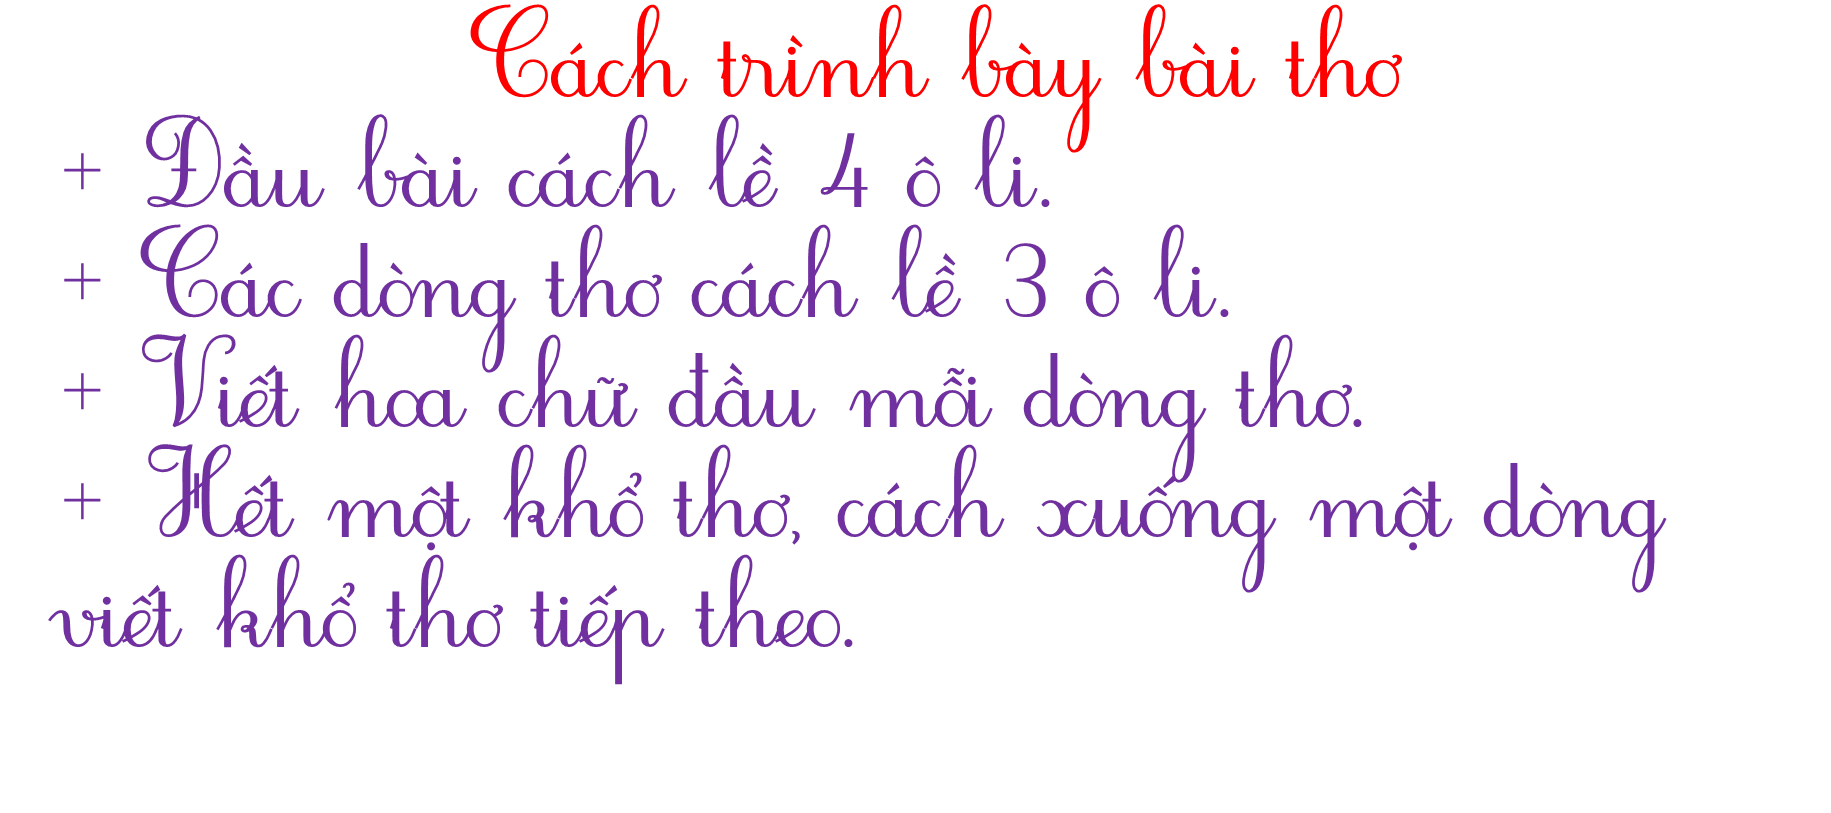 Cách trình bày bài thơ
+ Đầu bài cách lề 4 ô li.
+ Các dòng thơ cách lề 3 ô li.
+ Viết hoa chữ đầu mỗi dòng thơ.
+ Hết một khổ thơ, cách xuống một dòng
viết khổ thơ tiếp theo.